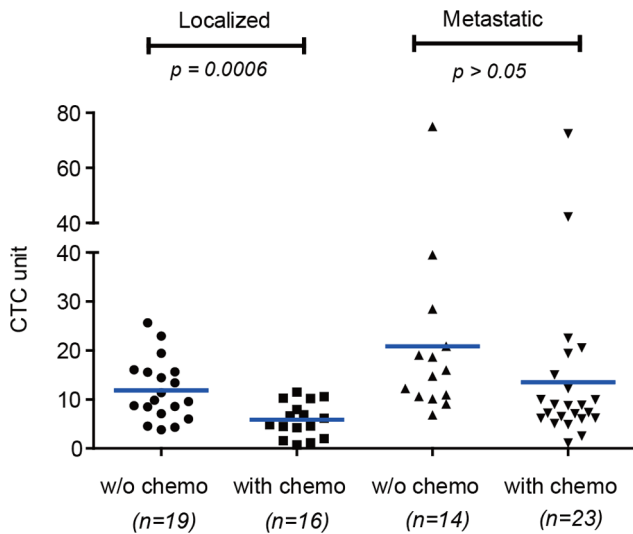 Localized Metastatic
p = 0.0006 p > 0.05
80
60
40
40
30
20
10
0
CTC unit
w/o chemo with chemo w/o chemo with chemo
(n=19) (n=16) (n=14) (n=23)